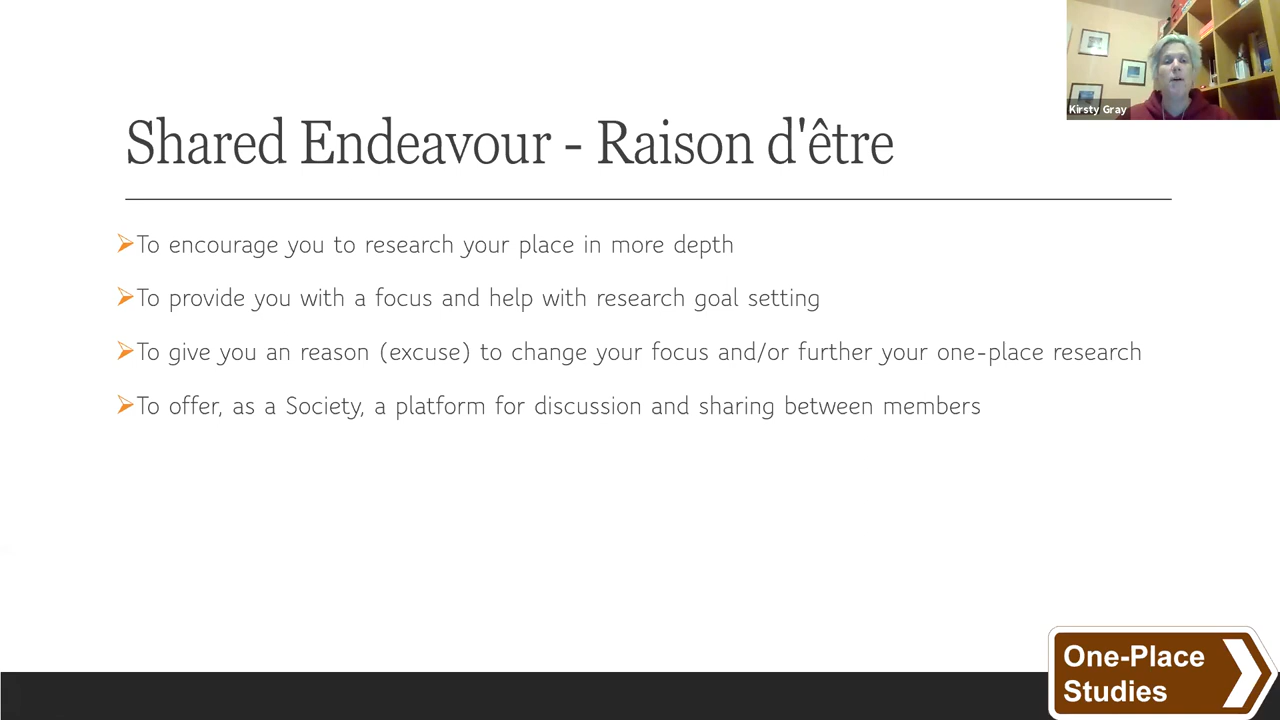 Kirsty Gray
Shared Endeavour - Raison d'être
To encourage you to research your place in more depth
To provide you with a focus and help with research goal setting
To give you an reason (excuse) to change your focus and/or further your one-place research
To offer, as a Society, a platform for discussion and sharing between members
One-Place
Studies